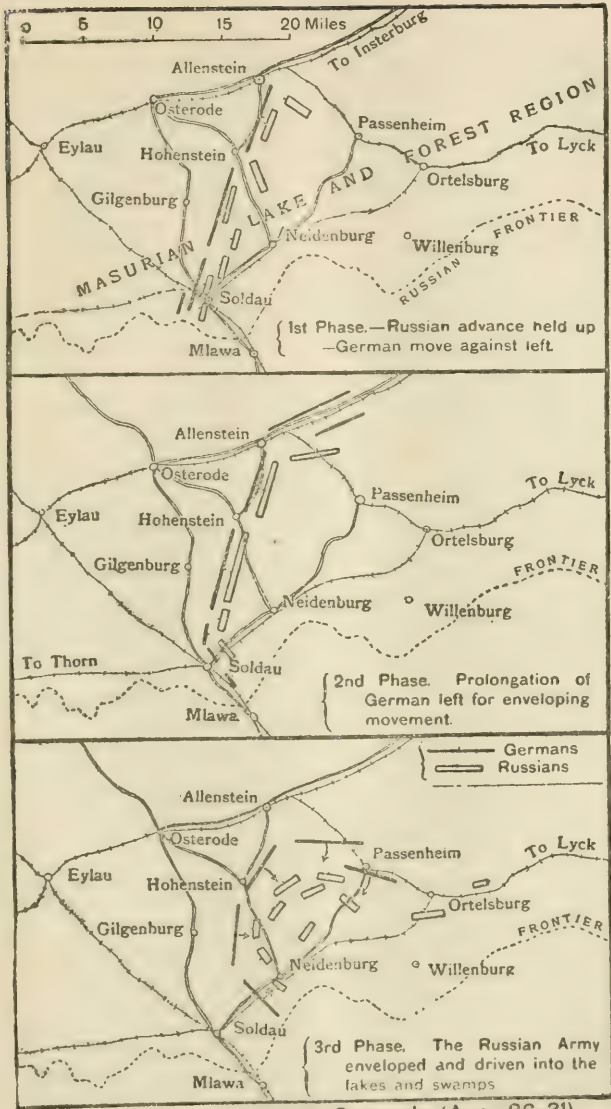 0 5 10 15 20 Miles
To Insterburg
Allenstein
Osterode
Passenheim
Eylau
Hohenstein
To Lyck
Ortelsburg
Gilgenburg
MASURIAN LAKE AND FOREST REGION
Neidenburg
Willenburg
RUSSIAN FRONTIER
Soldau
Mlawa
1st Phase.—Russian advance held up
—German move against left.
Allenstein
Osterode
Passenheim
To Lyck
Eylau
Hohenstein
Ortelsburg
Gilgenburg
FRONTIER
Neidenburg
Willenburg
To Thorn
Soldau
Mlawa
2nd Phase. Prolongation of
German left for enveloping
movement.
Germans
Russians
Allenstein
Osterode
Passenheim
To Lyck
Eylau
Hohenstein
Ortelsburg
Gilgenburg
FRONTIER
Neidenburg
Willenburg
Soldau
Mlawa
3rd Phase. The Russian Army
enveloped and driven into the
lakes and swamps